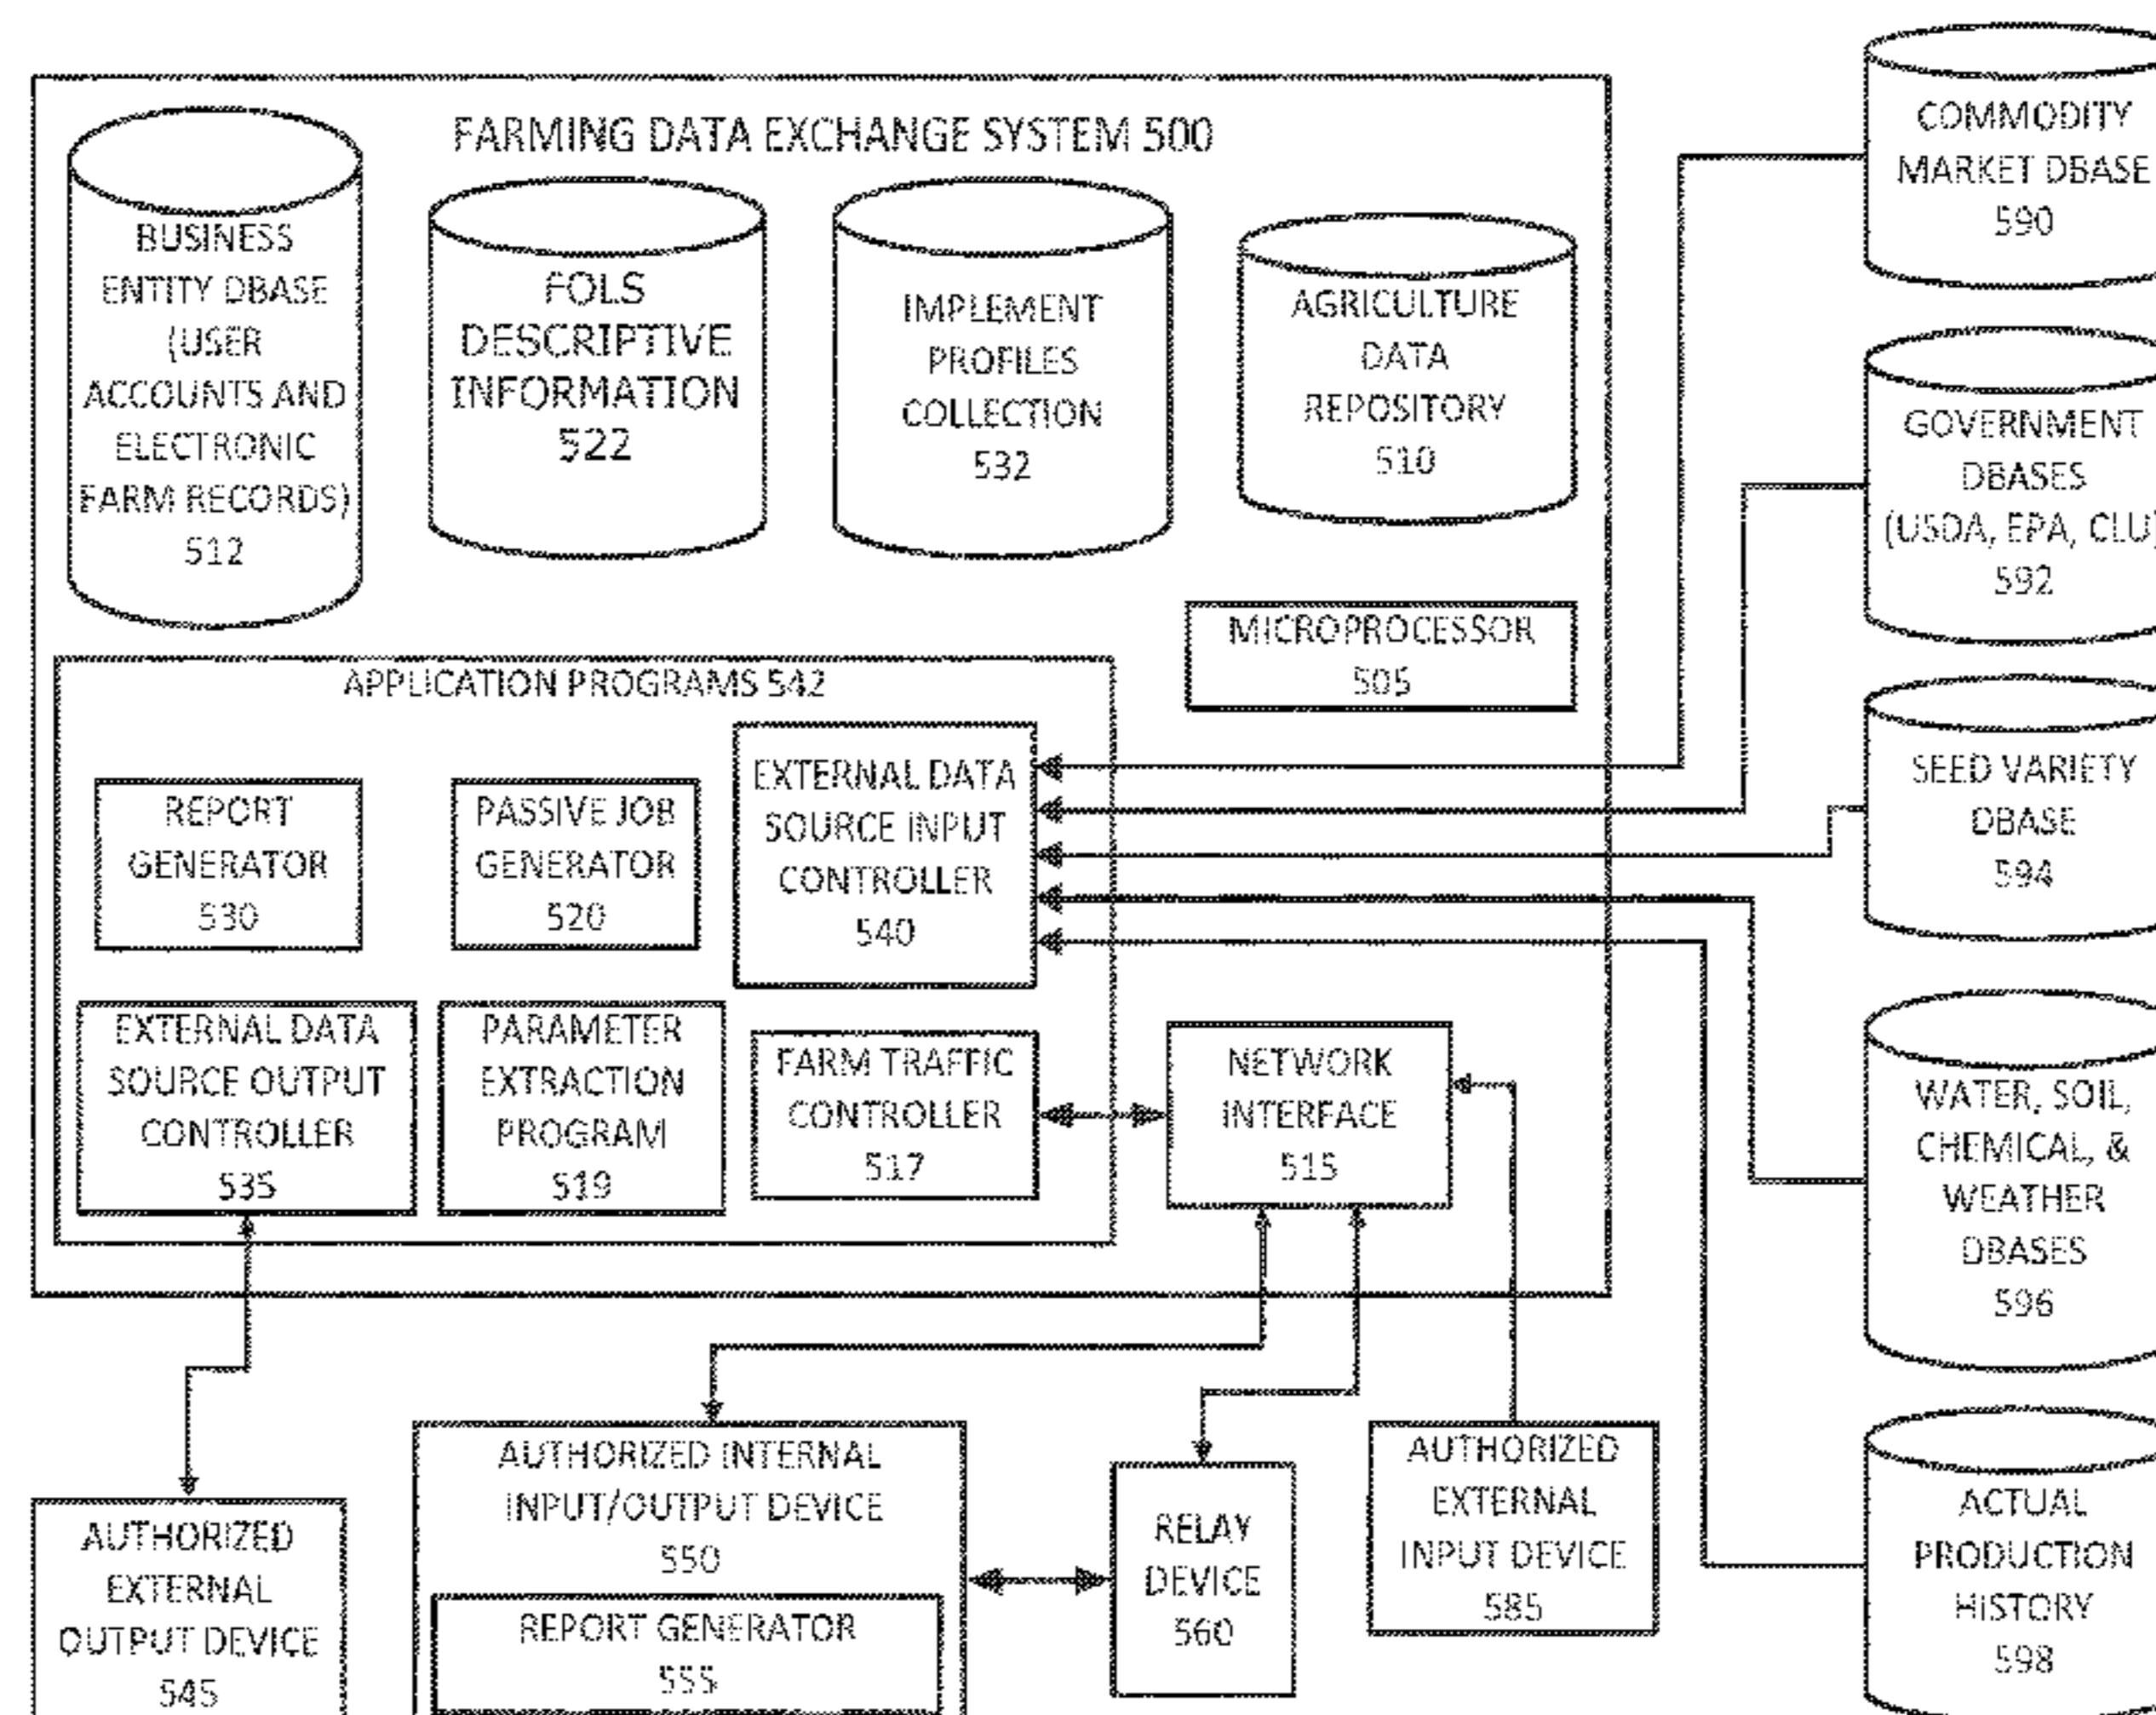 FARMING DATA EXCHANGE SYSTEM 500
BUSINESS
ENTITY DBASE
(USER
ACCOUNTS AND
ELECTRONIC
FARM RECORDS)
512
FOLS
DESCRIPTIVE
INFORMATION
522
IMPLEMENT
PROFILES
COLLECTION
532
AGRICULTURE
DATA
REPOSITORY
510
MICROPROCESSOR
505
APPLICATION PROGRAMS 542
REPORT
GENERATOR
530
PASSIVE JOB
GENERATOR
520
EXTERNAL DATA
SOURCE INPUT
CONTROLLER
540
EXTERNAL DATA
SOURCE OUTPUT
CONTROLLER
535
PARAMETER
EXTRACTION
PROGRAM
519
FARM TRAFFIC
CONTROLLER
517
NETWORK
INTERFACE
515
COMMODITY
MARKET DBASE
590
GOVERNMENT
DBASES
(USDA, EPA, CLU)
592
SEED VARIETY
DBASE
594
WATER, SOIL,
CHEMICAL, &
WEATHER
DBASES
596
ACTUAL
PRODUCTION
HISTORY
598
AUTHORIZED
EXTERNAL
OUTPUT DEVICE
545
AUTHORIZED INTERNAL
INPUT/OUTPUT DEVICE
550
REPORT GENERATOR
555
RELAY
DEVICE
560
AUTHORIZED
EXTERNAL
INPUT DEVICE
585